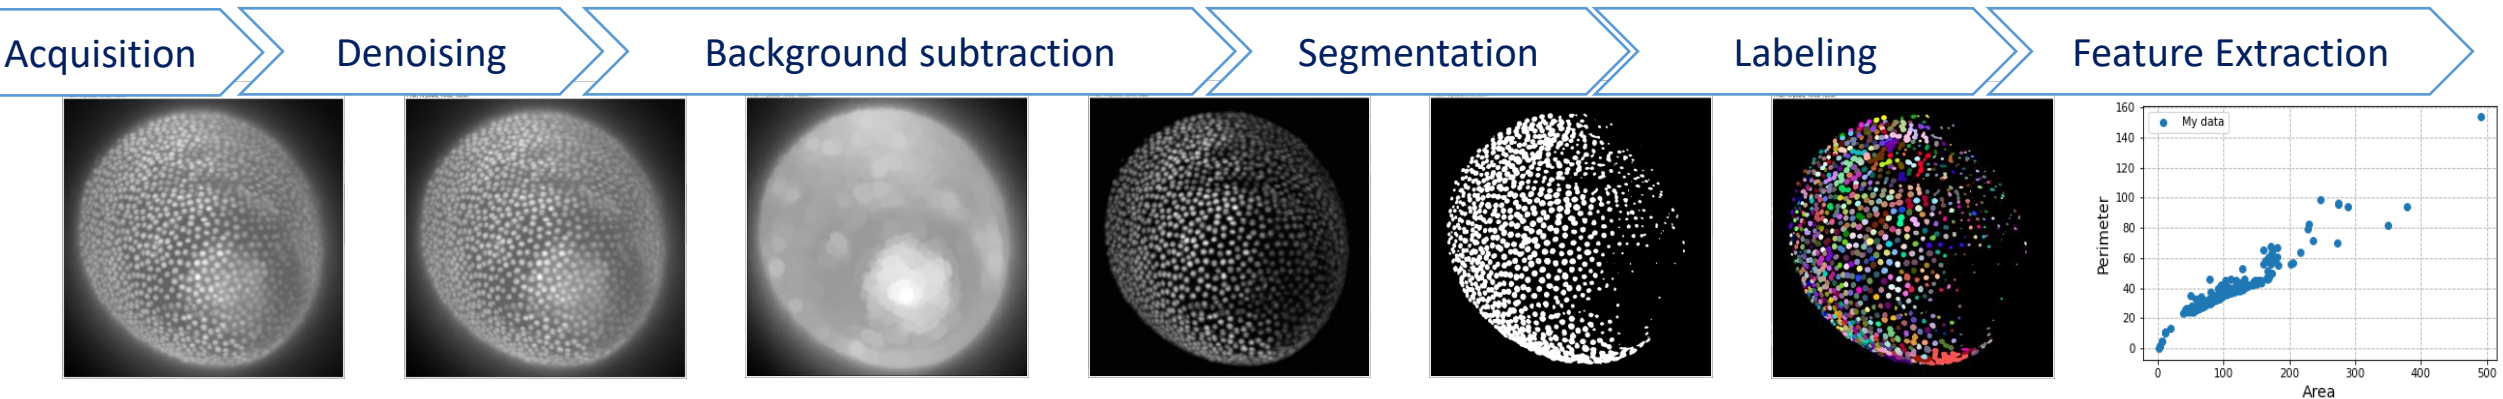 Acquisition
Denoising
Background subtraction
Segmentation
Labeling
Feature Extraction
160
140
120
100
80
60
40
20
0
My data
Perimeter
0 100 200 300 400 500
Area